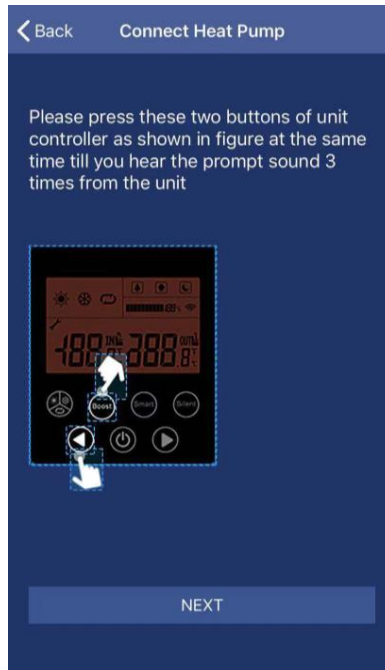 Back
Connect Heat Pump
Please press these two buttons of unit
controller as shown in figure at the same
time till you hear the prompt sound 3
times from the unit
Boost
Smart
Silent
NEXT